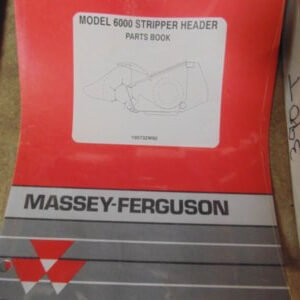 MODEL 6000 STRIPPER HEADER
PARTS BOOK
MASSEY-FERGUSON